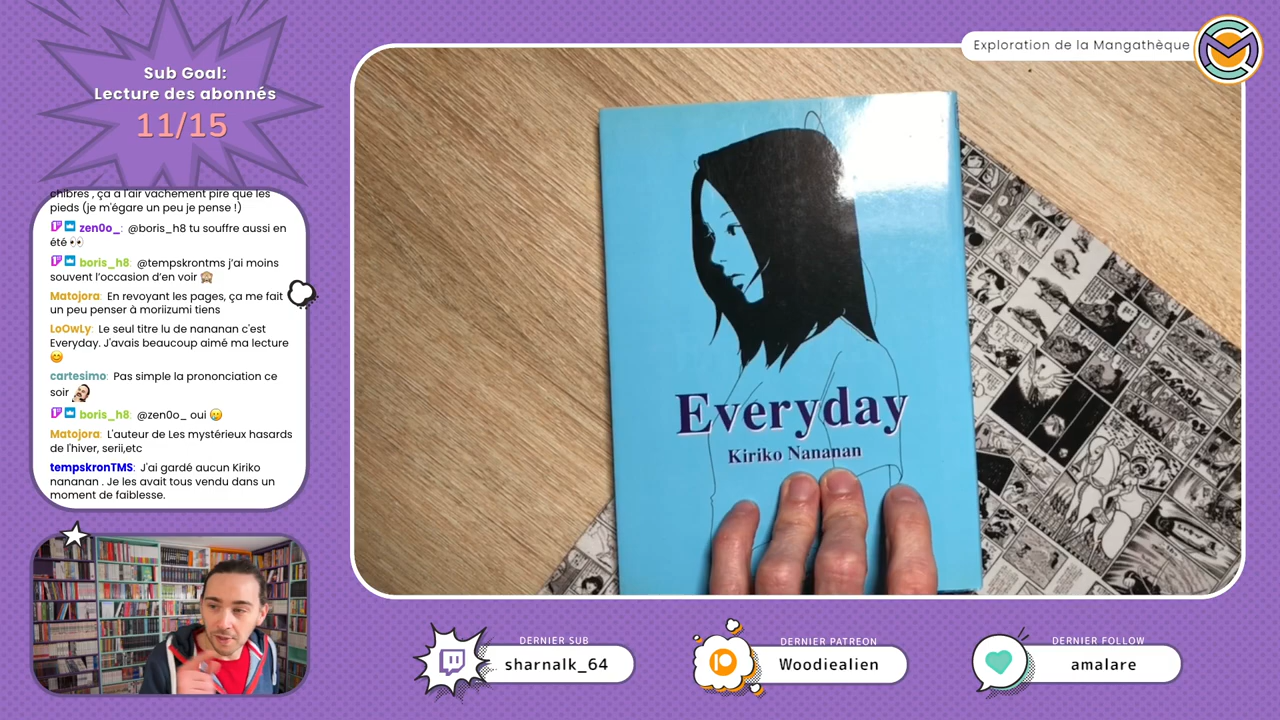 Sub Goal:
Lecture des abonnés
11/15
chibres , ça a l'air vachement pire que les
pieds (je m'égare un peu je pense !)
zen0o_: @boris_h8 tu souffre aussi en
été 👀
boris_h8: @tempskrontms j'ai moins
souvent l'occasion d'en voir 🙈
Matojora: En revoyant les pages, ça me fait
un peu penser à moriizumi tiens
LoOwLy: Le seul titre lu de nananan c'est
Everyday. J'avais beaucoup aimé ma lecture
😊
cartesimo: Pas simple la prononciation ce
soir
boris_h8: @zen0o_ oui 🥲
Matojora: L'auteur de Les mystérieux hasards
de l'hiver, serii,etc
tempskronTMS: J'ai gardé aucun Kiriko
nananan . Je les avait tous vendu dans un
moment de faiblesse.
Exploration de la Mangathèque
Everyday
Kiriko Nananan
DERNIER SUB
sharnalk_64
DERNIER PATREON
Woodiealien
DERNIER FOLLOW
amalare